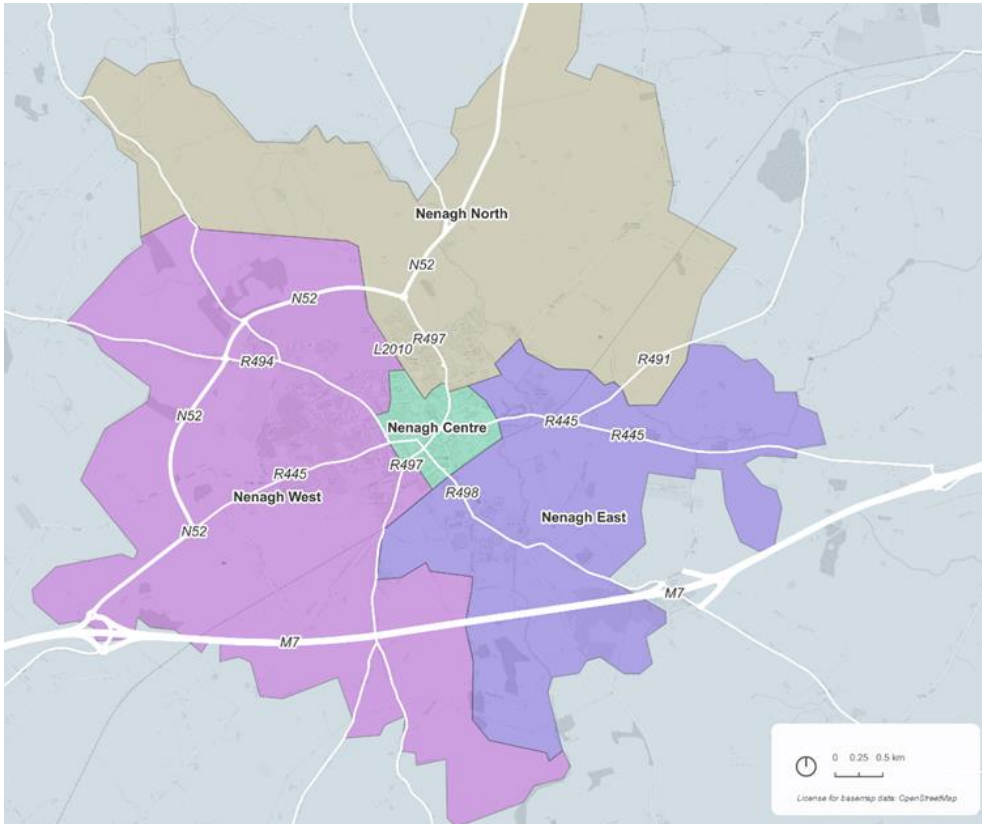 Nenagh North
N52
N52
R497
L2010
R494
R491
N52
Nenagh Centre
R445
R445
R497
R445
R498
Nenagh West
Nenagh East
N52
M7
M7
0 0.25 0.5 km
License for basemap data: OpenStreetMap